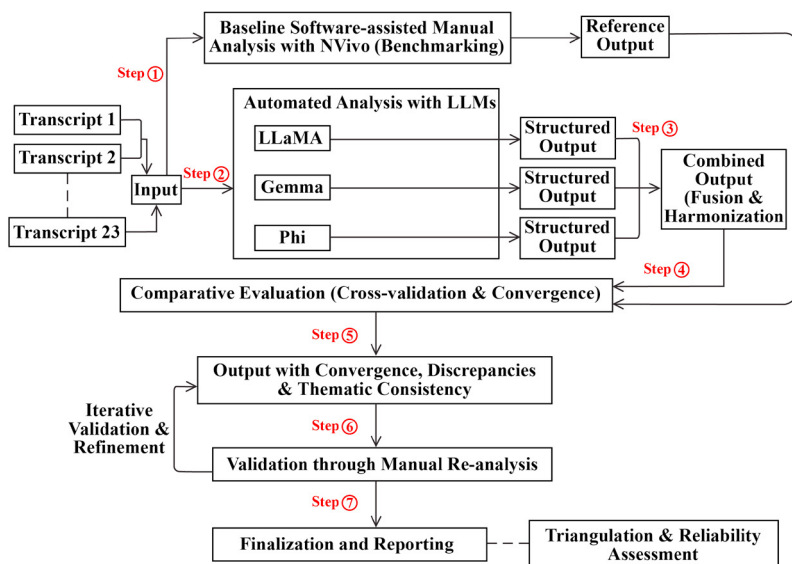 Baseline Software-assisted Manual
Analysis with NVivo (Benchmarking)
Reference
Output
Step ①
Transcript 1
Transcript 2
Transcript 23
Input
Step ②
Automated Analysis with LLMs
LLaMA
Gemma
Phi
Structured
Output
Structured
Output
Structured
Output
Step ③
Combined
Output
(Fusion &
Harmonization
Step ④
Comparative Evaluation (Cross-validation & Convergence)
Step ⑤
Output with Convergence, Discrepancies
& Thematic Consistency
Iterative
Validation &
Refinement
Step ⑥
Validation through Manual Re-analysis
Step ⑦
Finalization and Reporting
Triangulation & Reliability
Assessment